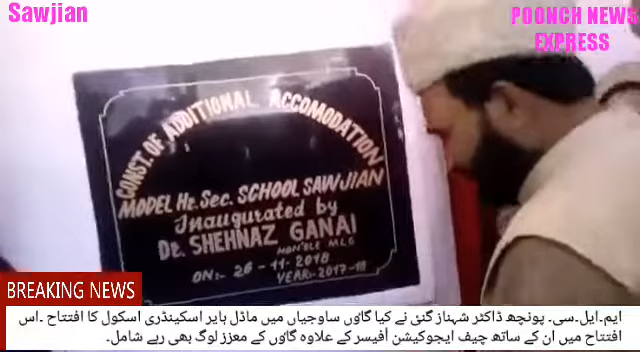 Sawjian
POONCH NEWS
EXPRESS
CONST. OF ADDITIONAL ACCOMODATION
MODEL Hr. Sec. SCHOOL SAWJIAN
Inaugurated by
Dr. SHEHNAZ GANAI
HON'BLE MLC
ON:- 26-11-2018
YEAR:-2017-18
BREAKING NEWS
ایم۔ایل۔سی۔ پونچھ ڈاکٹر شہناز گنئی نے کیا گاؤں ساوجیاں میں ماڈل ہایر اسکینڈری اسکول کا افتتاح ۔اس
افتتاح میں ان کے ساتھ چیف ایجوکیشن أفیسر کے علاوہ گاوں کے معزز لوگ بھی رہے شامل۔